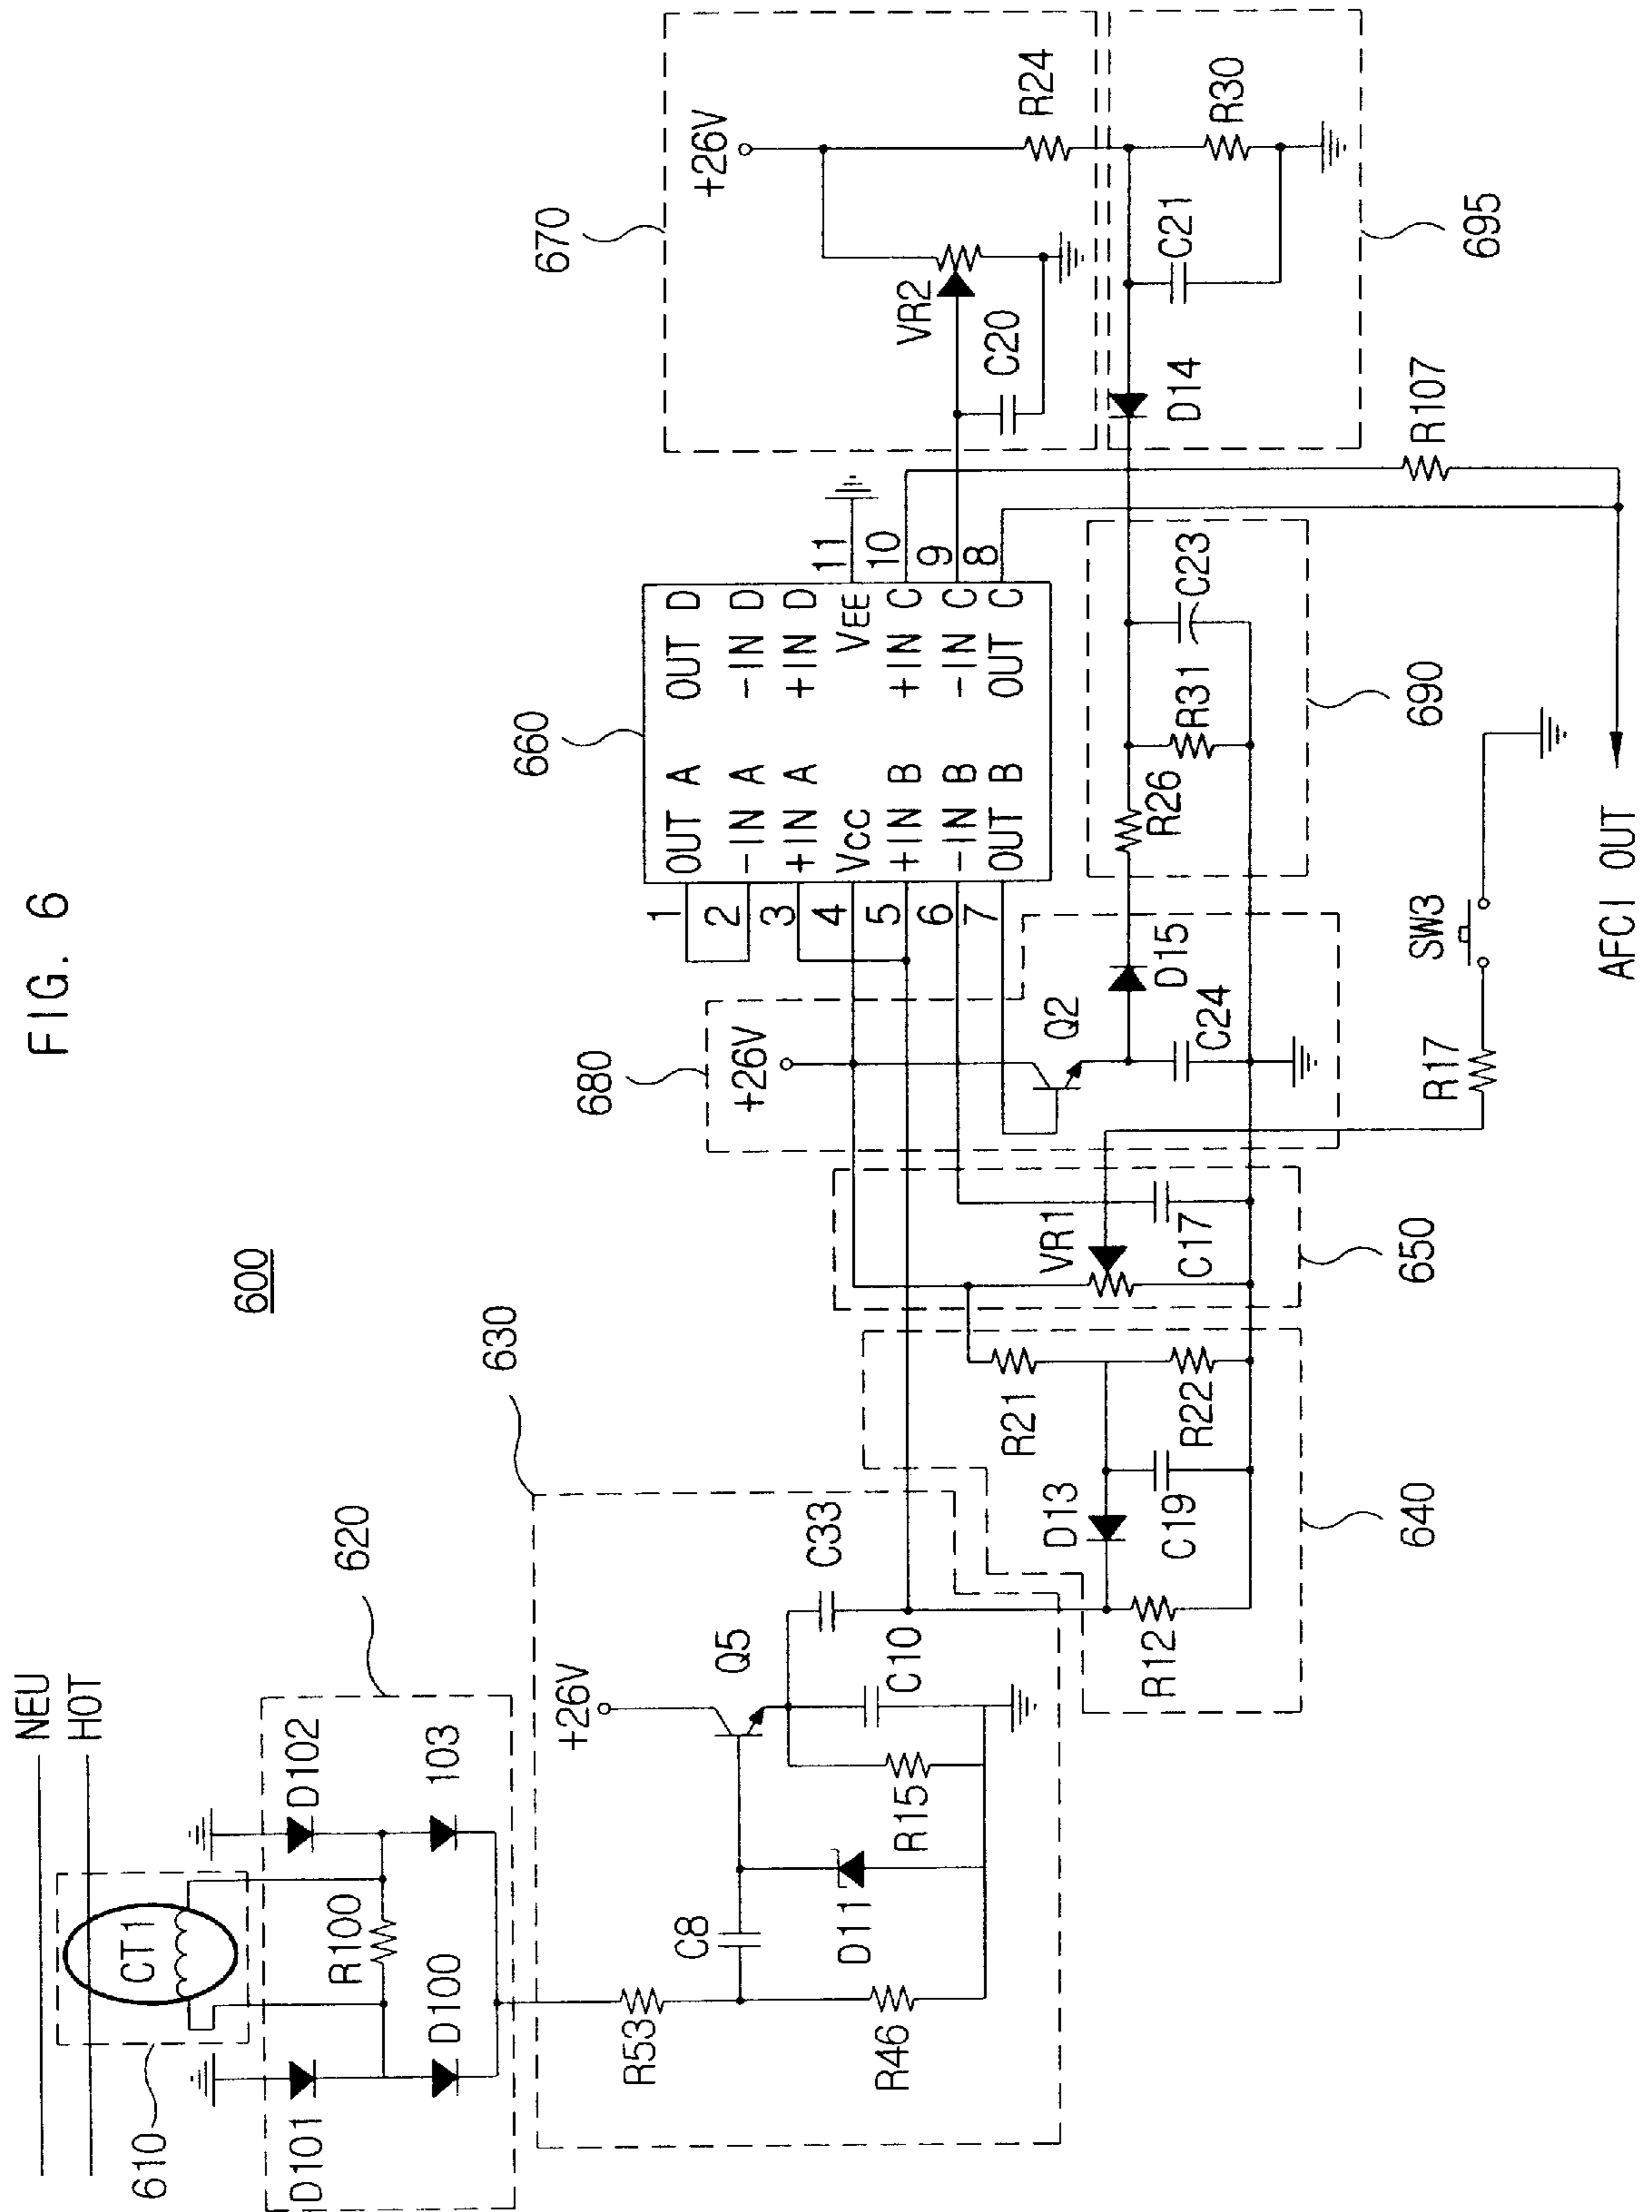 FIG. 6
600
NEU
HOT
CT1
610
620
D101
D102
R100
D100
103
630
+26V
Q5
R53
C8
R46
D11
R15
C10
C33
640
R12
D13
C19
R21
R22
650
VR1
C17
680
+26V
Q2
D15
C24
R17
SW3
660
1 OUT A OUT D
2 -IN A -IN D
3 +IN A +IN D
4 VCC VEE 11
5 +IN B +IN C 10
6 -IN B -IN C 9
7 OUT B OUT C 8
690
R26
R31
C23
670
+26V
VR2
C20
R24
695
D14
C21
R30
R107
AFCI OUT